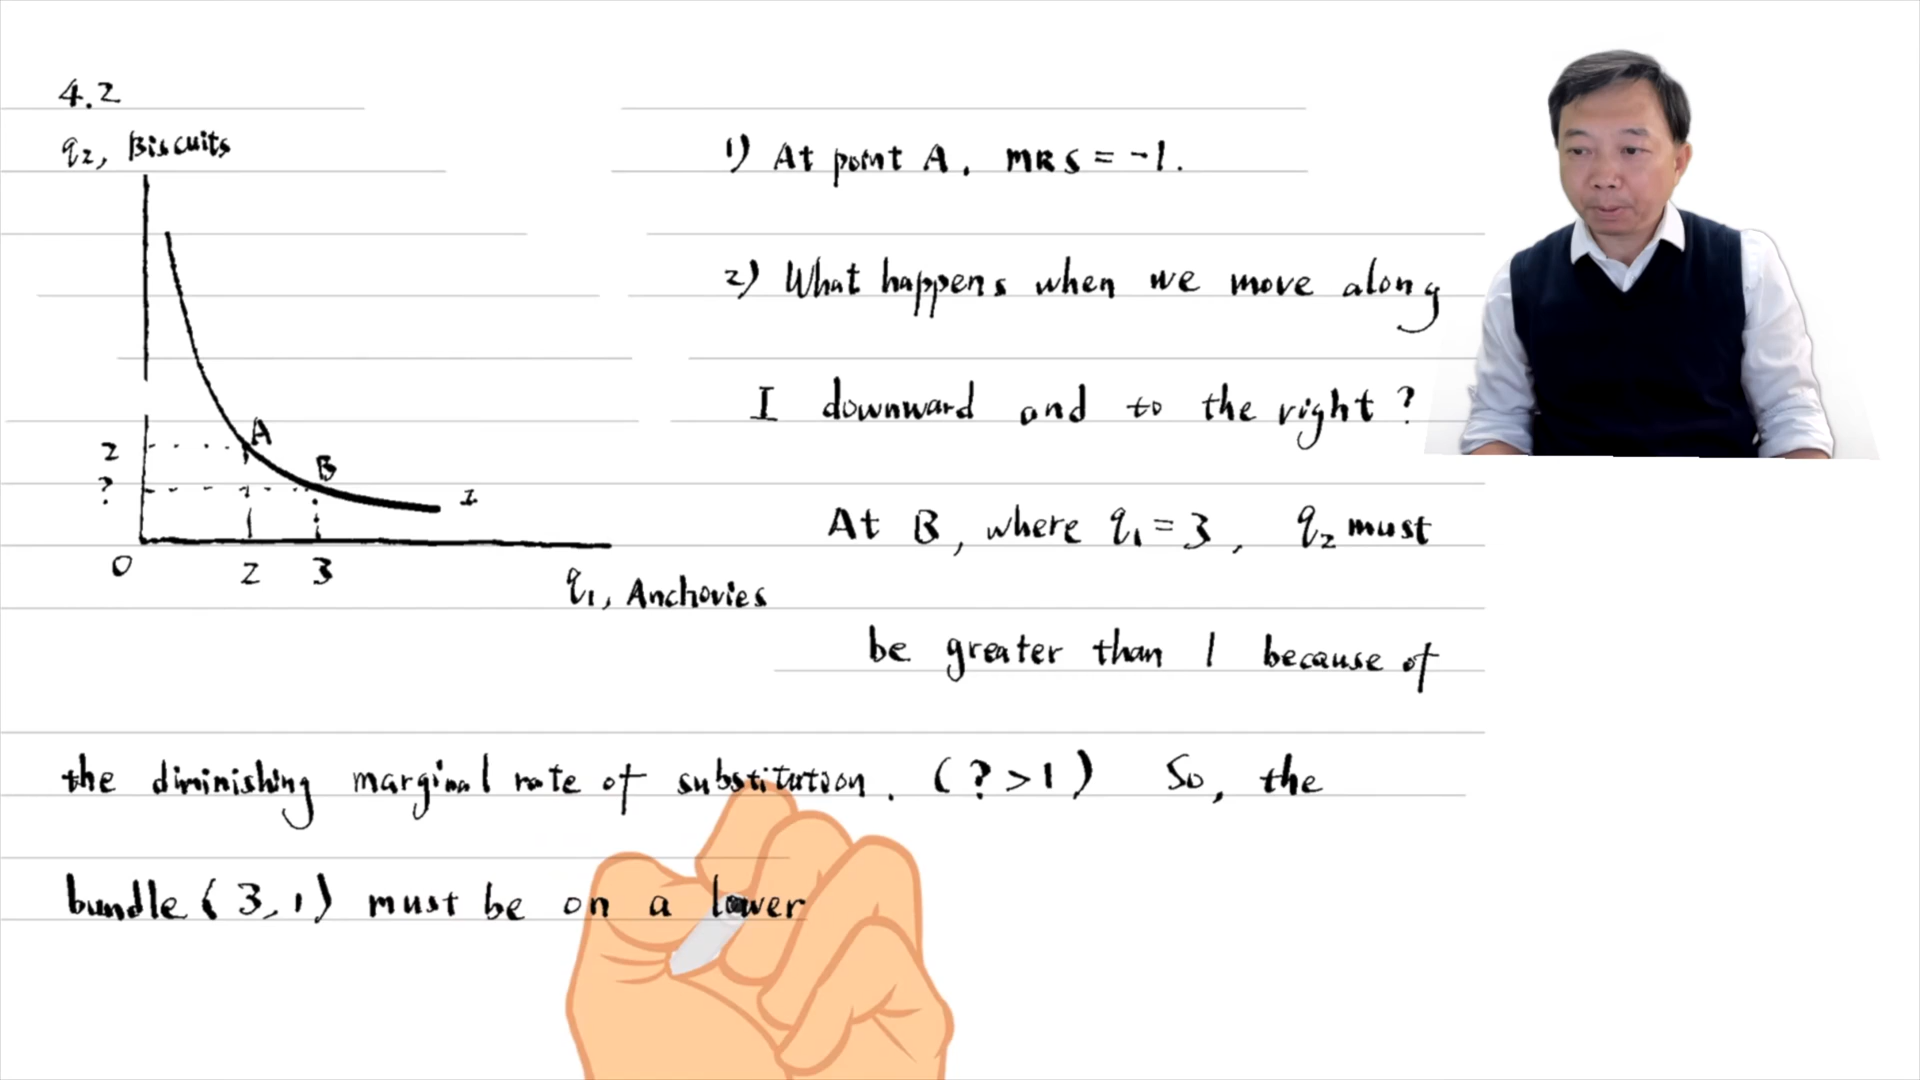 4.2
q2, Biscuits
1) At point A, MRS = -1.
2) What happens when we move along
I downward and to the right?
A
B
I
2
?
0
2
3
q1, Anchovies
At B, where q1 = 3, q2 must
be greater than 1 because of
the diminishing marginal rate of substitution. (? > 1) So, the
bundle (3,1) must be on a lower